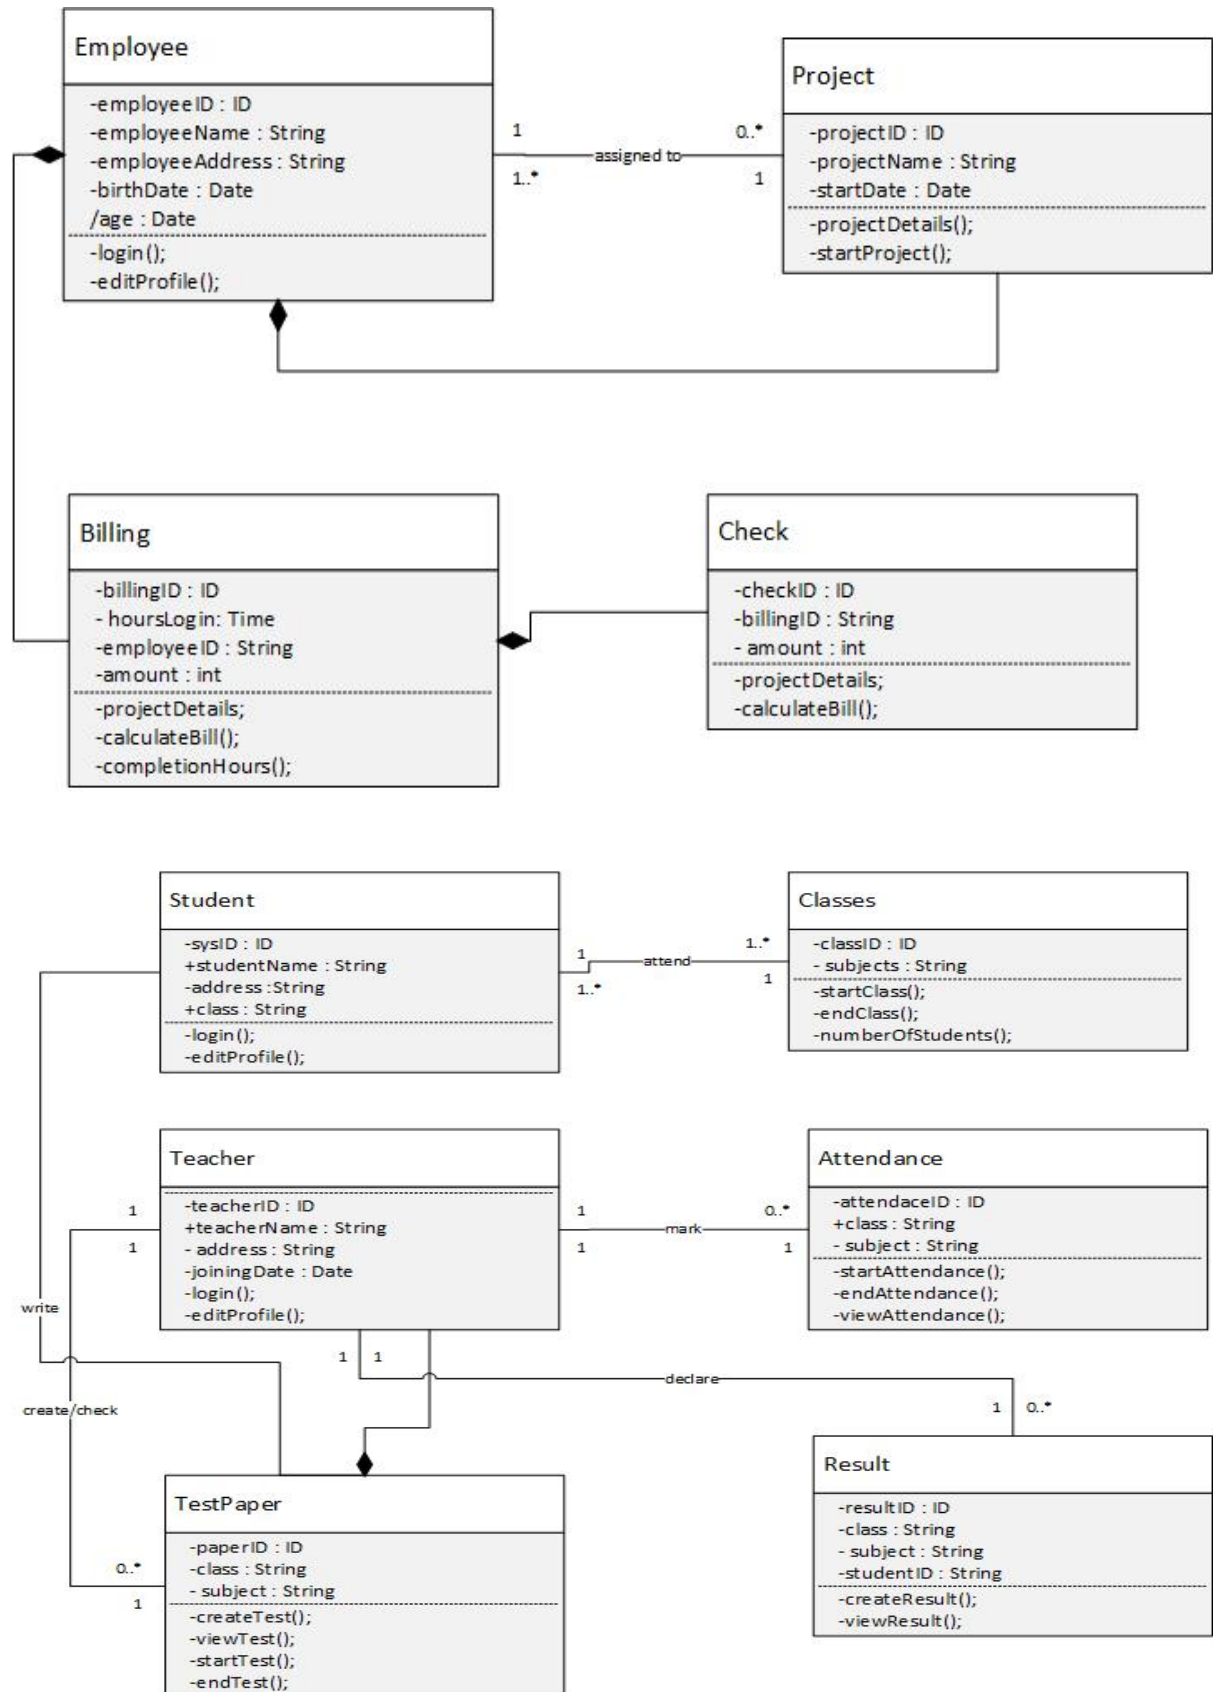 Employee
-employeeID : ID
-employeeName : String
-employeeAddress : String
-birthDate : Date
/age : Date
-login();
-editProfile();
1
0..*
assigned to
1..*
1
Project
-projectID : ID
-projectName : String
-startDate : Date
-projectDetails();
-startProject();
Billing
-billingID : ID
- hoursLogin: Time
-employeeID : String
-amount : int
-projectDetails;
-calculateBill();
-completionHours();
Check
-checkID : ID
-billingID : String
- amount : int
-projectDetails;
-calculateBill();
Student
-sysID : ID
+studentName : String
-address :String
+class : String
-login();
-editProfile();
1
1..*
attend
1..*
1
Classes
-classID : ID
- subjects : String
-startClass();
-endClass();
-numberOfStudents();
Teacher
-teacherID : ID
+teacherName : String
- address : String
-joiningDate : Date
-login();
-editProfile();
1
1
1
0..*
mark
1
1
Attendance
-attendaceID : ID
+class : String
- subject : String
-startAttendance();
-endAttendance();
-viewAttendance();
write
1
1
declare
1
0..*
create/check
0..*
1
TestPaper
-paperID : ID
-class : String
- subject : String
-createTest();
-viewTest();
-startTest();
-endTest();
Result
-resultID : ID
-class : String
- subject : String
-studentID : String
-createResult();
-viewResult();